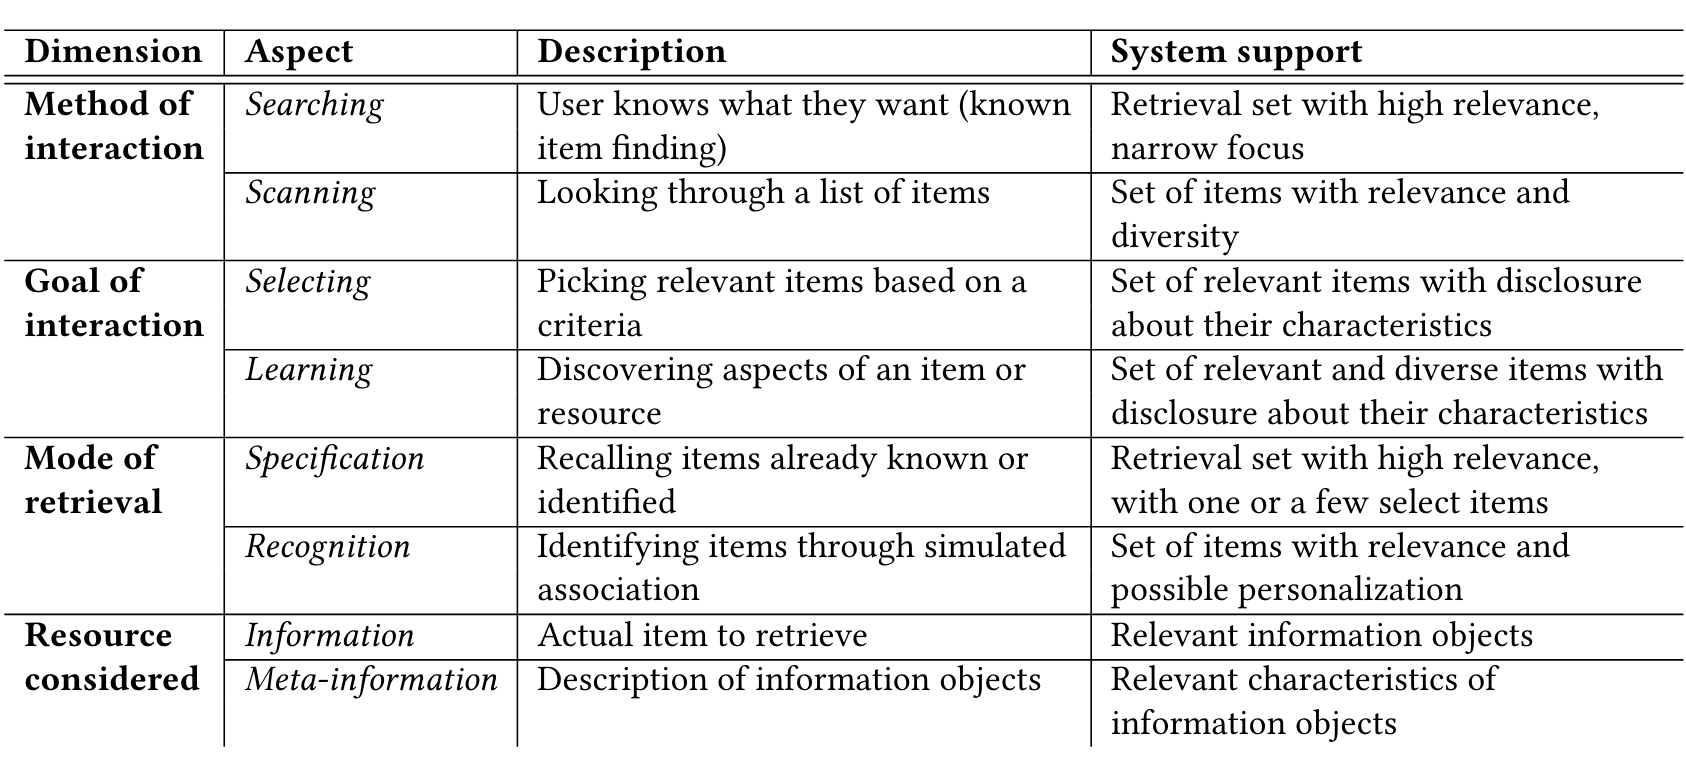 Dimension Aspect Description System support
Method of interaction Searching User knows what they want (known item finding) Retrieval set with high relevance, narrow focus
Scanning Looking through a list of items Set of items with relevance and diversity
Goal of interaction Selecting Picking relevant items based on a criteria Set of relevant items with disclosure about their characteristics
Learning Discovering aspects of an item or resource Set of relevant and diverse items with disclosure about their characteristics
Mode of retrieval Specification Recalling items already known or identified Retrieval set with high relevance, with one or a few select items
Recognition Identifying items through simulated association Set of items with relevance and possible personalization
Resource considered Information Actual item to retrieve Relevant information objects
Meta-information Description of information objects Relevant characteristics of information objects